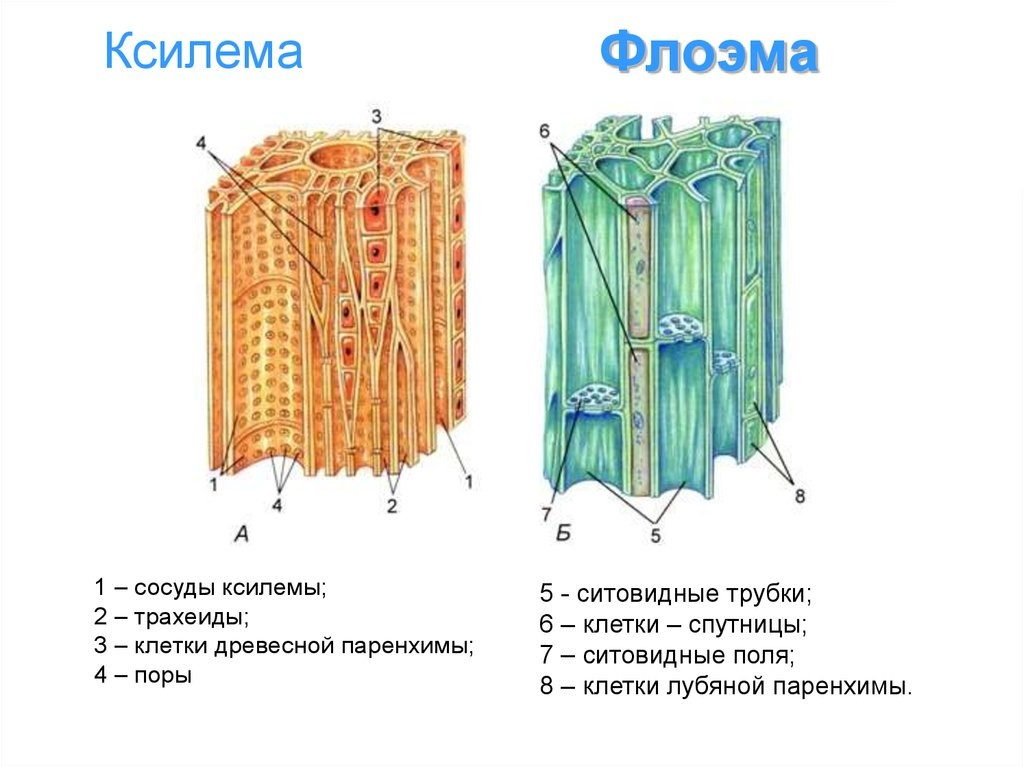 Ксилема
Флоэма
3
4
1
4
2
1
А
6
7
5
8
Б
1 – сосуды ксилемы;
2 – трахеиды;
3 – клетки древесной паренхимы;
4 – поры
5 - ситовидные трубки;
6 – клетки – спутницы;
7 – ситовидные поля;
8 – клетки лубяной паренхимы.